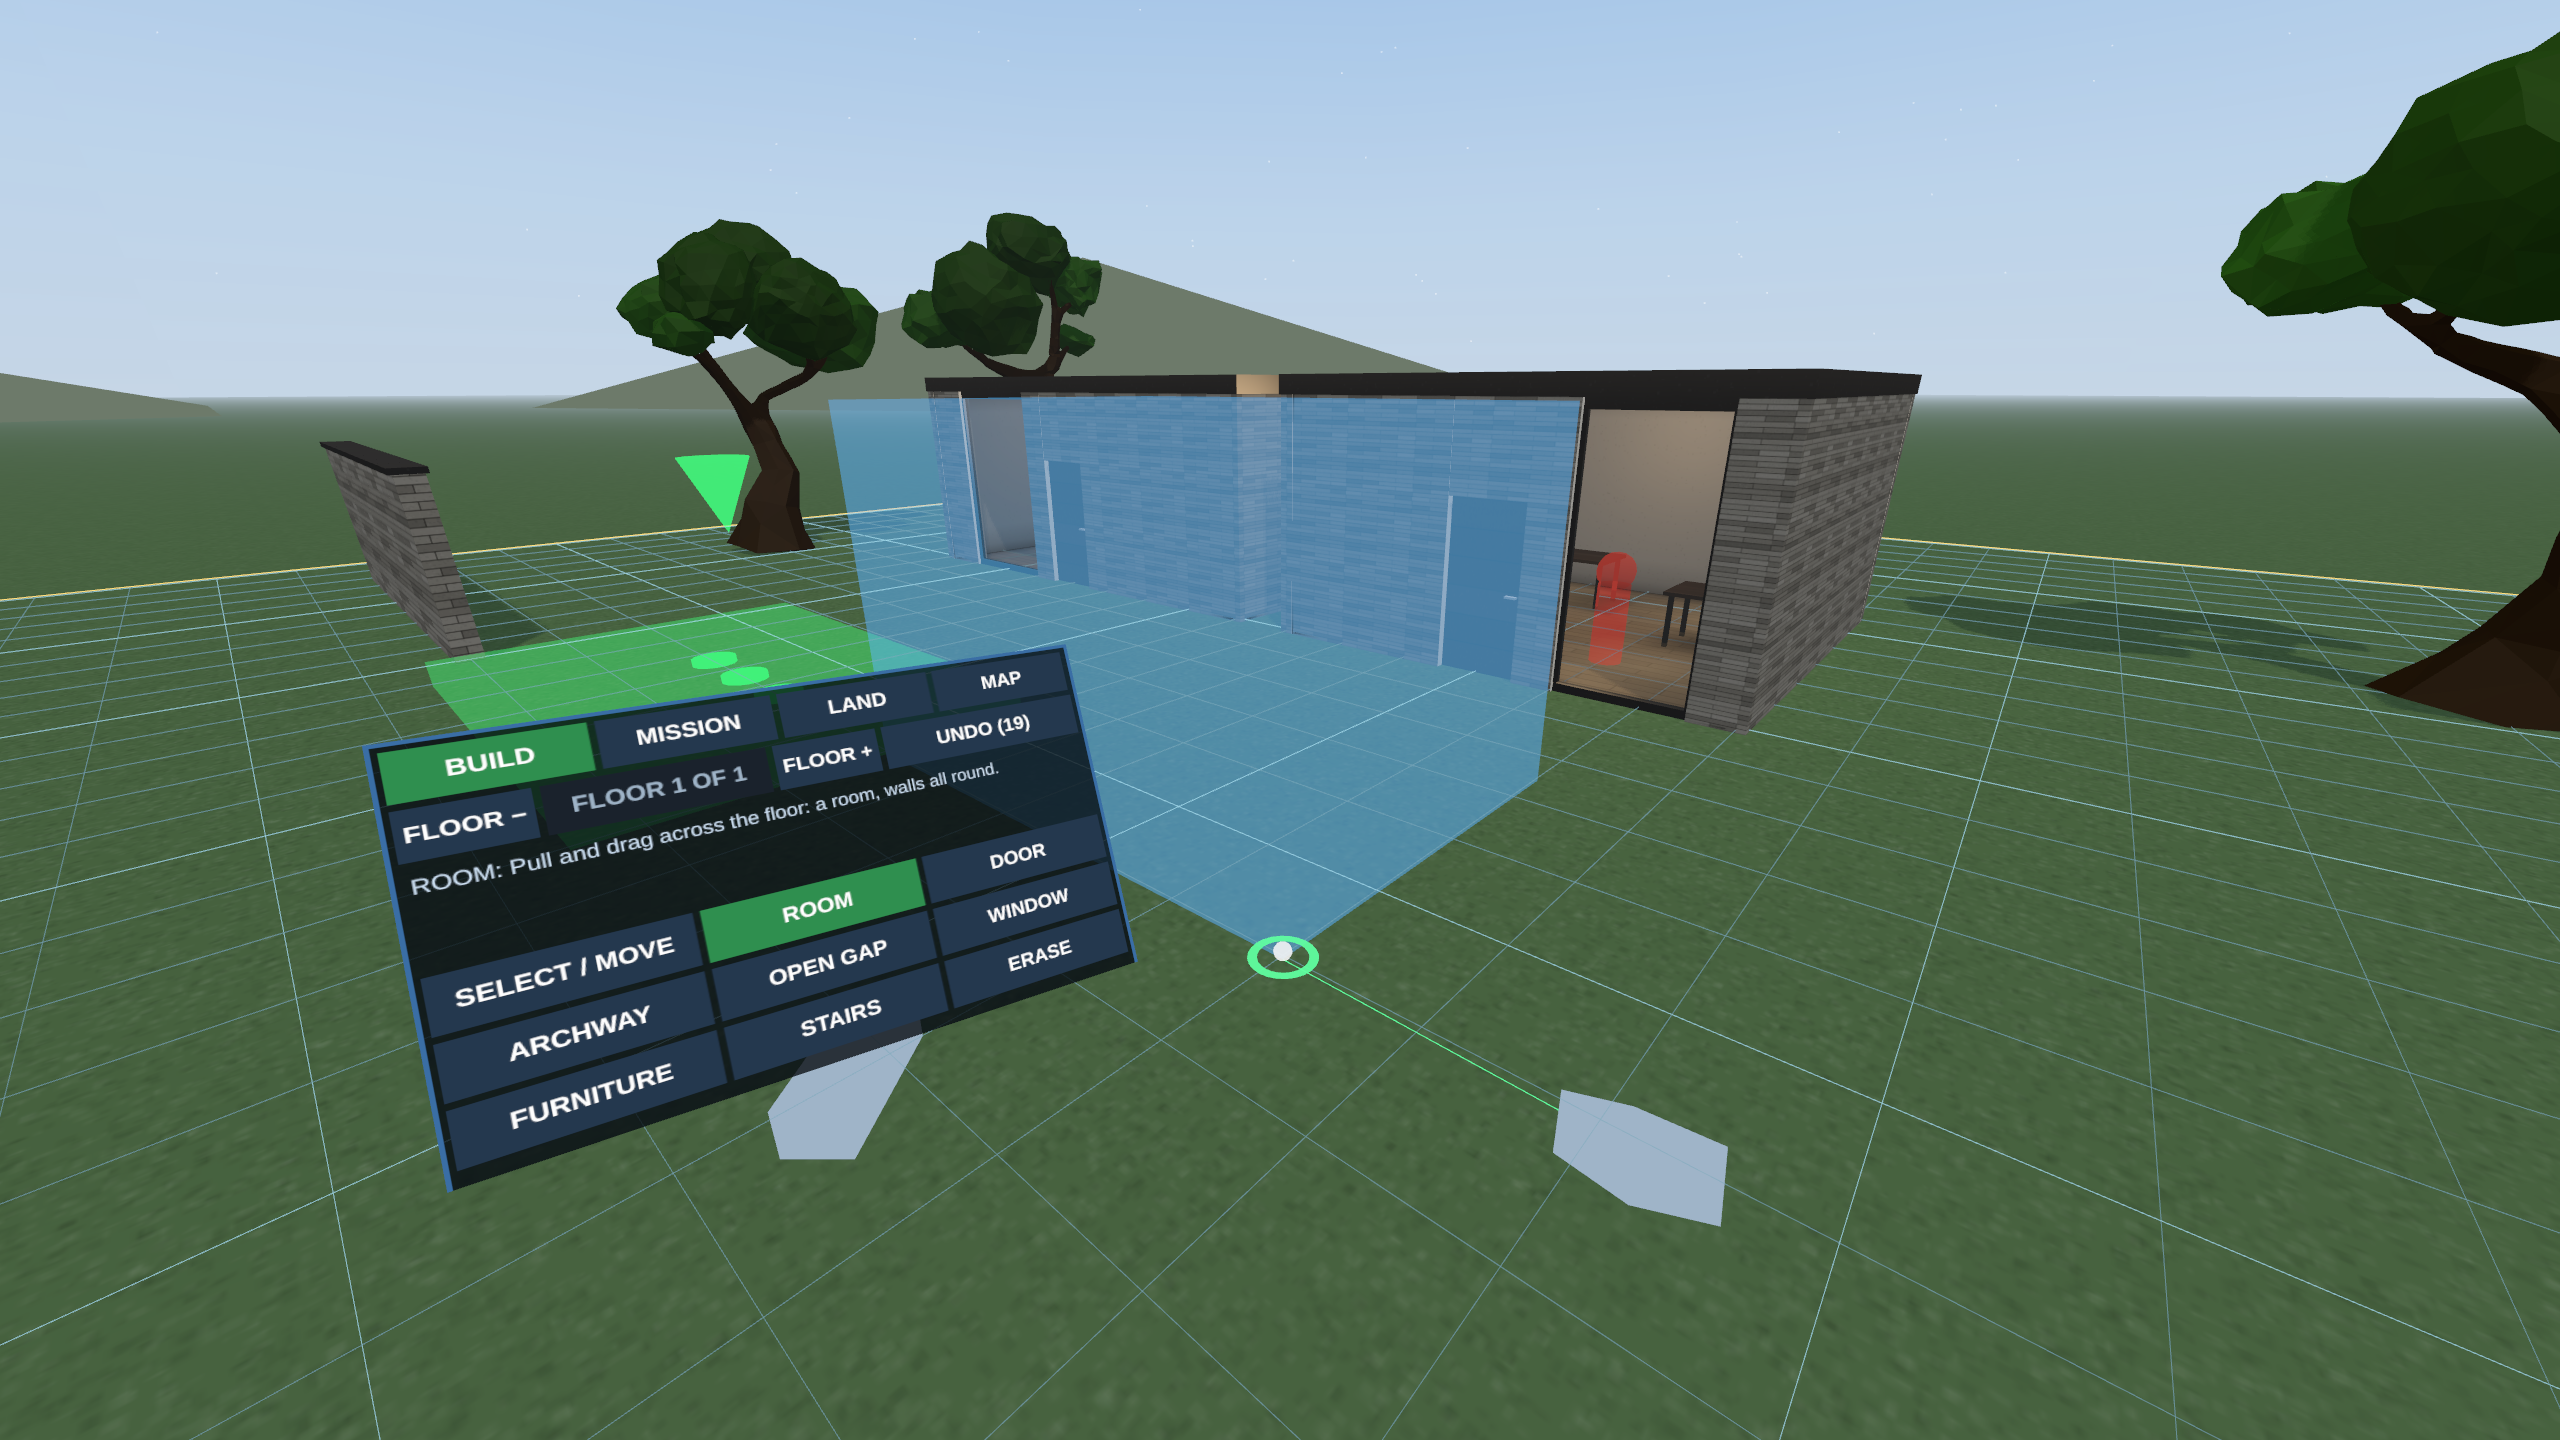 BUILD MISSION LAND MAP
FLOOR − FLOOR 1 OF 1 FLOOR + UNDO (19)
ROOM: Pull and drag across the floor: a room, walls all round.
SELECT / MOVE ROOM DOOR
ARCHWAY OPEN GAP WINDOW
FURNITURE STAIRS ERASE